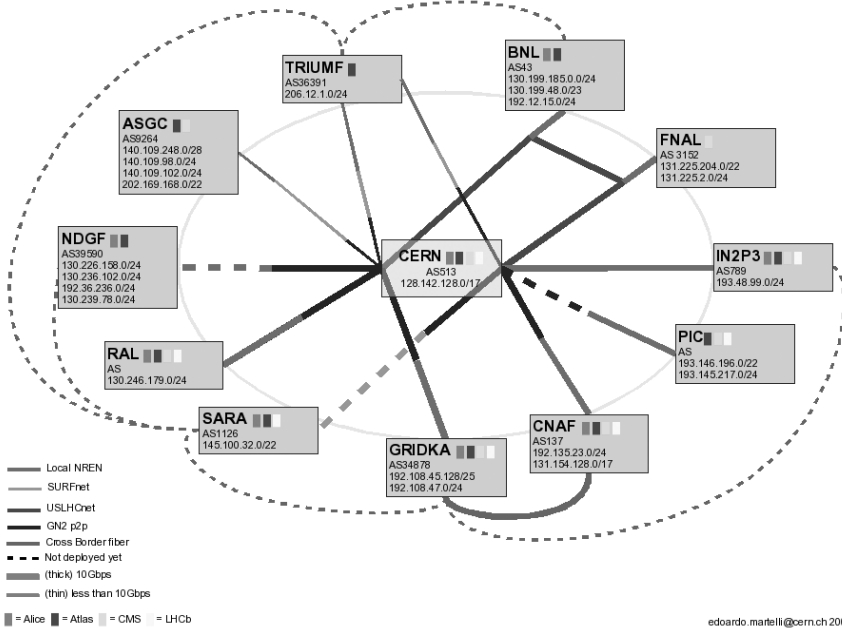 TRIUMF
AS36391
206.12.1.0/24
BNL
AS43
130.199.185.0/24
130.199.48.0/23
192.12.15.0/24
ASGC
AS9264
140.109.248.0/28
140.109.98.0/24
140.109.102.0/24
202.169.168.0/22
FNAL
AS 3152
131.225.204.0/22
131.225.2.0/24
NDGF
AS39590
130.226.158.0/24
130.236.102.0/24
192.36.236.0/24
130.239.78.0/24
CERN
AS513
128.142.128.0/17
IN2P3
AS789
193.48.99.0/24
RAL
AS
130.246.179.0/24
PIC
AS
193.146.196.0/22
193.145.217.0/24
SARA
AS1126
145.100.32.0/22
GRIDKA
AS34878
192.108.45.128/25
192.108.47.0/24
CNAF
AS137
192.135.23.0/24
131.154.128.0/17
Local NREN
SURFnet
USLHCnet
GN2 p2p
Cross Border fiber
Not deployed yet
(thick) 10Gbps
(thin) less than 10Gbps
= Alice = Atlas = CMS = LHCb
edoardo.martelli@cern.ch